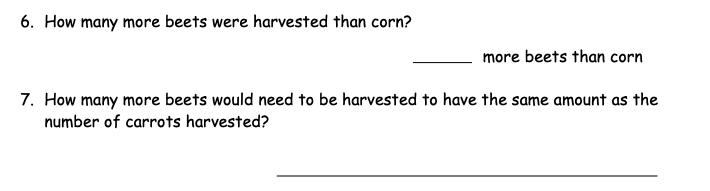 6. How many more beets were harvested than corn?
______ more beets than corn
7. How many more beets would need to be harvested to have the same amount as the
number of carrots harvested?